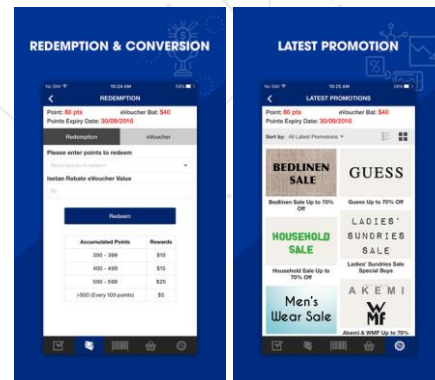 REDEMPTION & CONVERSION
No SIM 10:24 AM 59%
REDEMPTION
Point: 80 pts eVoucher Bal: $40
Points Expiry Date: 30/09/2016
Redemption eVoucher
Please enter points to redeem
Select points to redeem
Isetan Rebate eVoucher Value
Redeem
Accumulated Points Rewards
300 - 399 $10
400 - 499 $15
500 - 599 $25
>500 (Every 100 points) $5
LATEST PROMOTION
No SIM 10:25 AM
LATEST PROMOTIONS
Point: 80 pts eVoucher Bal: $40
Points Expiry Date: 30/09/2016
Sort by: All Latest Promotions
BEDLINEN
SALE
Bedlinen Sale Up to 70%
Off
GUESS
Guess Up to 70% Off
HOUSEHOLD
SALE
Household Sale Up to
70% Off
LADIES'
SUNDRIES
SALE
Ladies' Sundries Sale
Special Buys
Men's
Wear Sale
AKEMI
WMF
Akemi & WMF Up to 70%